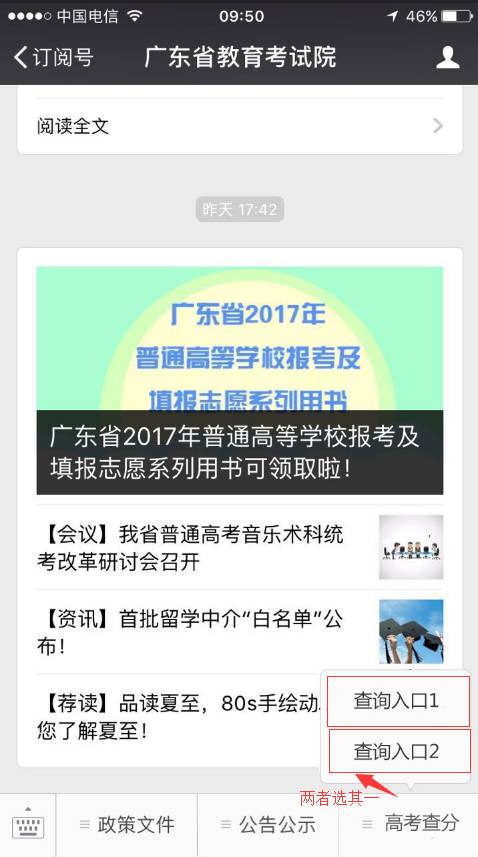 中国电信 09:50 46%
订阅号 广东省教育考试院
阅读全文
昨天 17:42
广东省2017年
普通高等学校报考及
填报志愿系列用书
广东省2017年普通高等学校报考及
填报志愿系列用书可领取啦！
【会议】我省普通高考音乐术科统
考改革研讨会召开
【资讯】首批留学中介“白名单”公
布！
【荐读】品读夏至，80s手绘动
您了解夏至！
查询入口1
查询入口2
两者选其一
政策文件 公告公示 高考查分